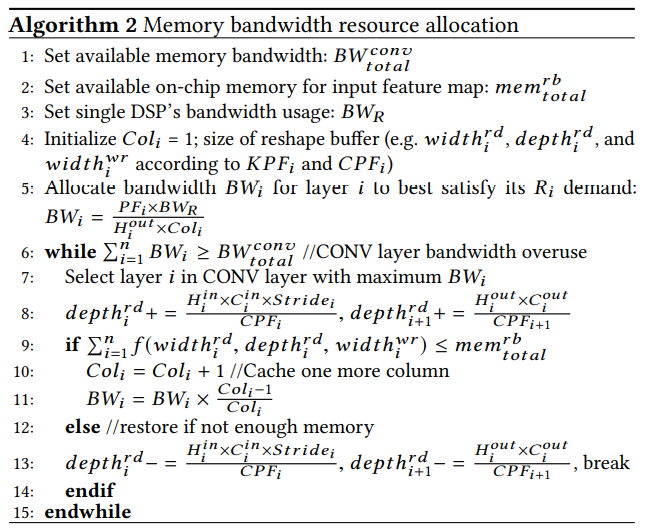 Algorithm 2 Memory bandwidth resource allocation
1: Set available memory bandwidth: $BW_{total}^{conv}$
2: Set available on-chip memory for input feature map: $mem_{total}^{rb}$
3: Set single DSP's bandwidth usage: $BW_R$
4: Initialize $Col_i$ = 1; size of reshape buffer (e.g. $width_i^{rd}$, $depth_i^{rd}$, and
$width_i^{wr}$ according to $KPF_i$ and $CPF_i$)
5: Allocate bandwidth $BW_i$ for layer $i$ to best satisfy its $R_i$ demand:
$BW_i = \frac{PF_i \times BW_R}{H_i^{out} \times Col_i}$
6: while $\sum_{i=1}^{n} BW_i \geq BW_{total}^{conv}$ //CONV layer bandwidth overuse
7: Select layer $i$ in CONV layer with maximum $BW_i$
8: $depth_i^{rd} += \frac{H_i^{in} \times C_i^{in} \times Stride_i}{CPF_i}$, $depth_{i+1}^{rd} += \frac{H_i^{out} \times C_i^{out}}{CPF_{i+1}}$
9: if $\sum_{i=1}^{n} f(width_i^{rd}, depth_i^{rd}, width_i^{wr}) \leq mem_{total}^{rb}$
10: $Col_i = Col_i + 1$ //Cache one more column
11: $BW_i = BW_i \times \frac{Col_i - 1}{Col_i}$
12: else //restore if not enough memory
13: $depth_i^{rd} -= \frac{H_i^{in} \times C_i^{in} \times Stride_i}{CPF_i}$, $depth_{i+1}^{rd} -= \frac{H_i^{out} \times C_i^{out}}{CPF_{i+1}}$, break
14: endif
15: endwhile